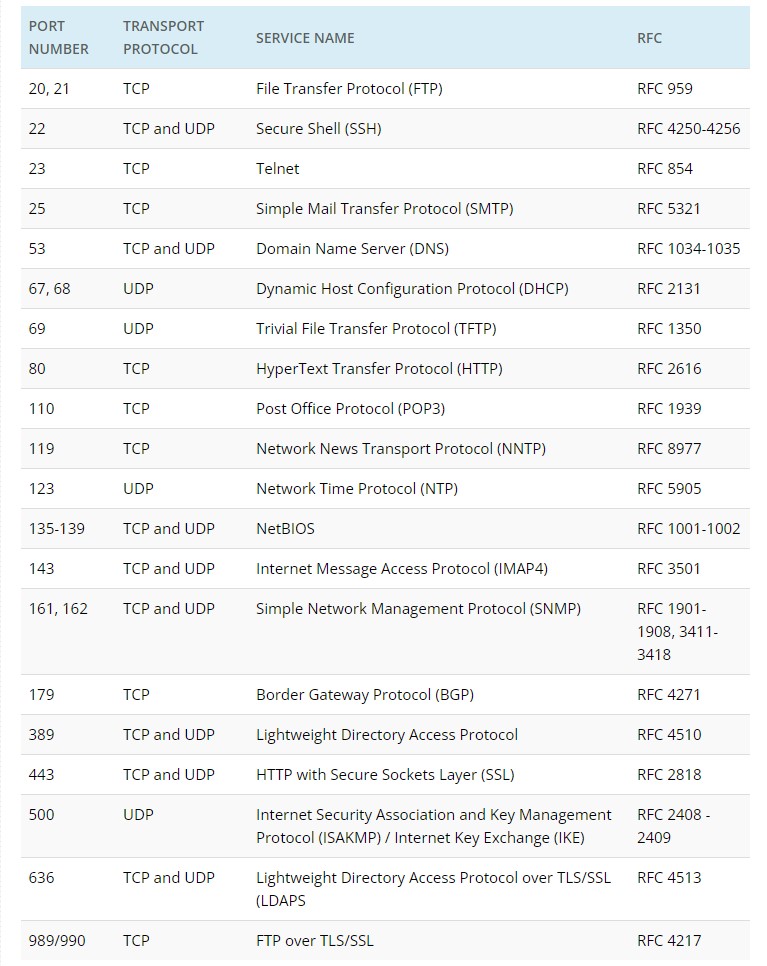 PORT NUMBER TRANSPORT PROTOCOL SERVICE NAME RFC
20, 21 TCP File Transfer Protocol (FTP) RFC 959
22 TCP and UDP Secure Shell (SSH) RFC 4250-4256
23 TCP Telnet RFC 854
25 TCP Simple Mail Transfer Protocol (SMTP) RFC 5321
53 TCP and UDP Domain Name Server (DNS) RFC 1034-1035
67, 68 UDP Dynamic Host Configuration Protocol (DHCP) RFC 2131
69 UDP Trivial File Transfer Protocol (TFTP) RFC 1350
80 TCP HyperText Transfer Protocol (HTTP) RFC 2616
110 TCP Post Office Protocol (POP3) RFC 1939
119 TCP Network News Transport Protocol (NNTP) RFC 8977
123 UDP Network Time Protocol (NTP) RFC 5905
135-139 TCP and UDP NetBIOS RFC 1001-1002
143 TCP and UDP Internet Message Access Protocol (IMAP4) RFC 3501
161, 162 TCP and UDP Simple Network Management Protocol (SNMP) RFC 1901-
1908, 3411-
3418
179 TCP Border Gateway Protocol (BGP) RFC 4271
389 TCP and UDP Lightweight Directory Access Protocol RFC 4510
443 TCP and UDP HTTP with Secure Sockets Layer (SSL) RFC 2818
500 UDP Internet Security Association and Key Management RFC 2408 -
Protocol (ISAKMP) / Internet Key Exchange (IKE) 2409
636 TCP and UDP Lightweight Directory Access Protocol over TLS/SSL RFC 4513
(LDAPS
989/990 TCP FTP over TLS/SSL RFC 4217